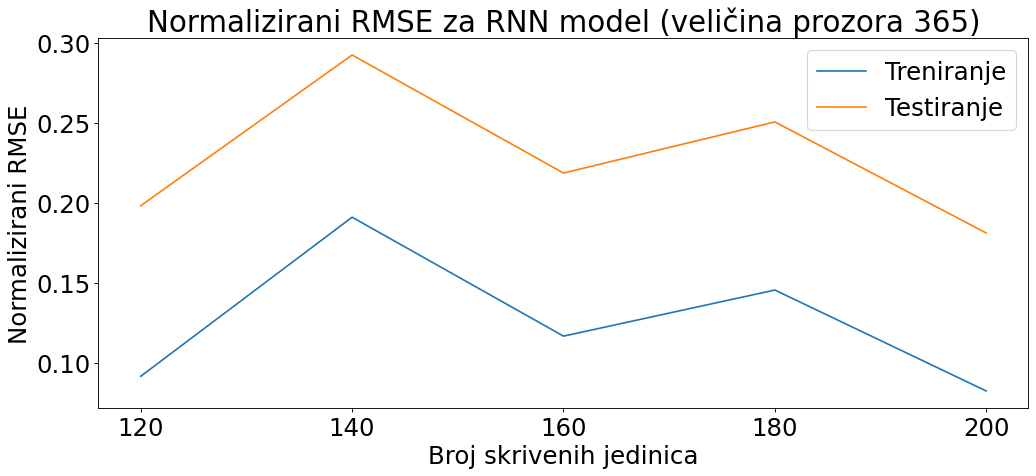 Normalizirani RMSE za RNN model (veličina prozora 365)
Treniranje
Testiranje
Normalizirani RMSE
0.30
0.25
0.20
0.15
0.10
120 140 160 180 200
Broj skrivenih jedinica